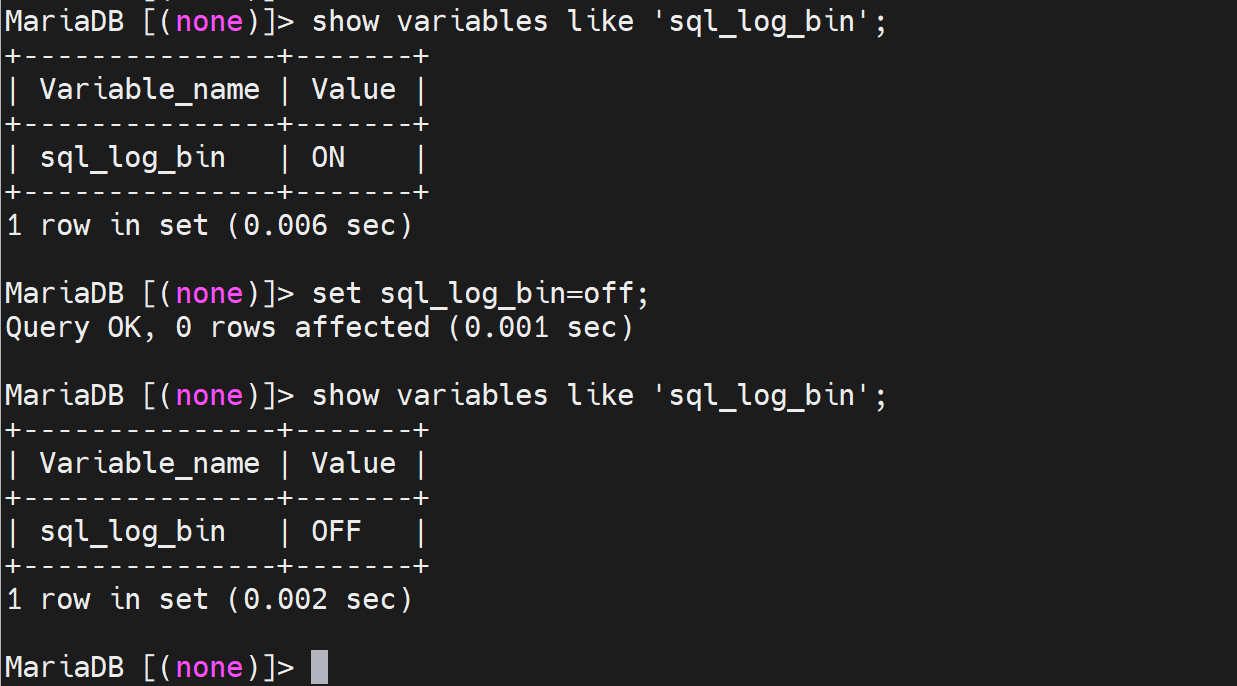 MariaDB [(none)]> show variables like 'sql_log_bin';
+---------------+-------+
| Variable_name | Value |
+---------------+-------+
| sql_log_bin   | ON    |
+---------------+-------+
1 row in set (0.006 sec)

MariaDB [(none)]> set sql_log_bin=off;
Query OK, 0 rows affected (0.001 sec)

MariaDB [(none)]> show variables like 'sql_log_bin';
+---------------+-------+
| Variable_name | Value |
+---------------+-------+
| sql_log_bin   | OFF   |
+---------------+-------+
1 row in set (0.002 sec)

MariaDB [(none)]>